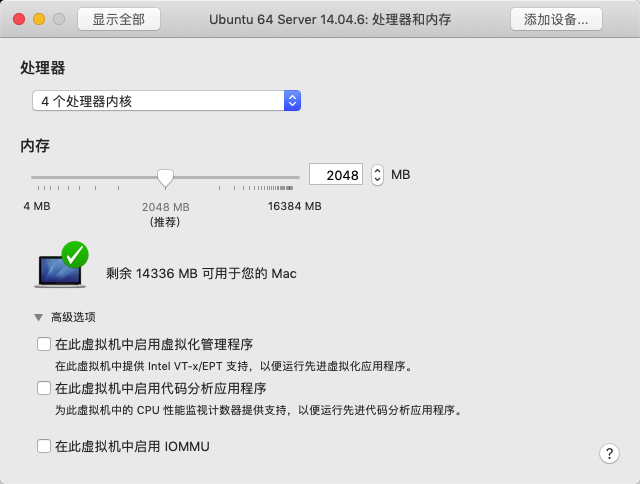 显示全部
Ubuntu 64 Server 14.04.6: 处理器和内存
添加设备...
处理器
4 个处理器内核
内存
2048
MB
4 MB
2048 MB
16384 MB
(推荐)
剩余 14336 MB 可用于您的 Mac
高级选项
在此虚拟机中启用虚拟化管理程序
在此虚拟机中提供 Intel VT-x/EPT 支持，以便运行先进虚拟化应用程序。
在此虚拟机中启用代码分析应用程序
为此虚拟机中的 CPU 性能监视计数器提供支持，以便运行先进代码分析应用程序。
在此虚拟机中启用 IOMMU
?